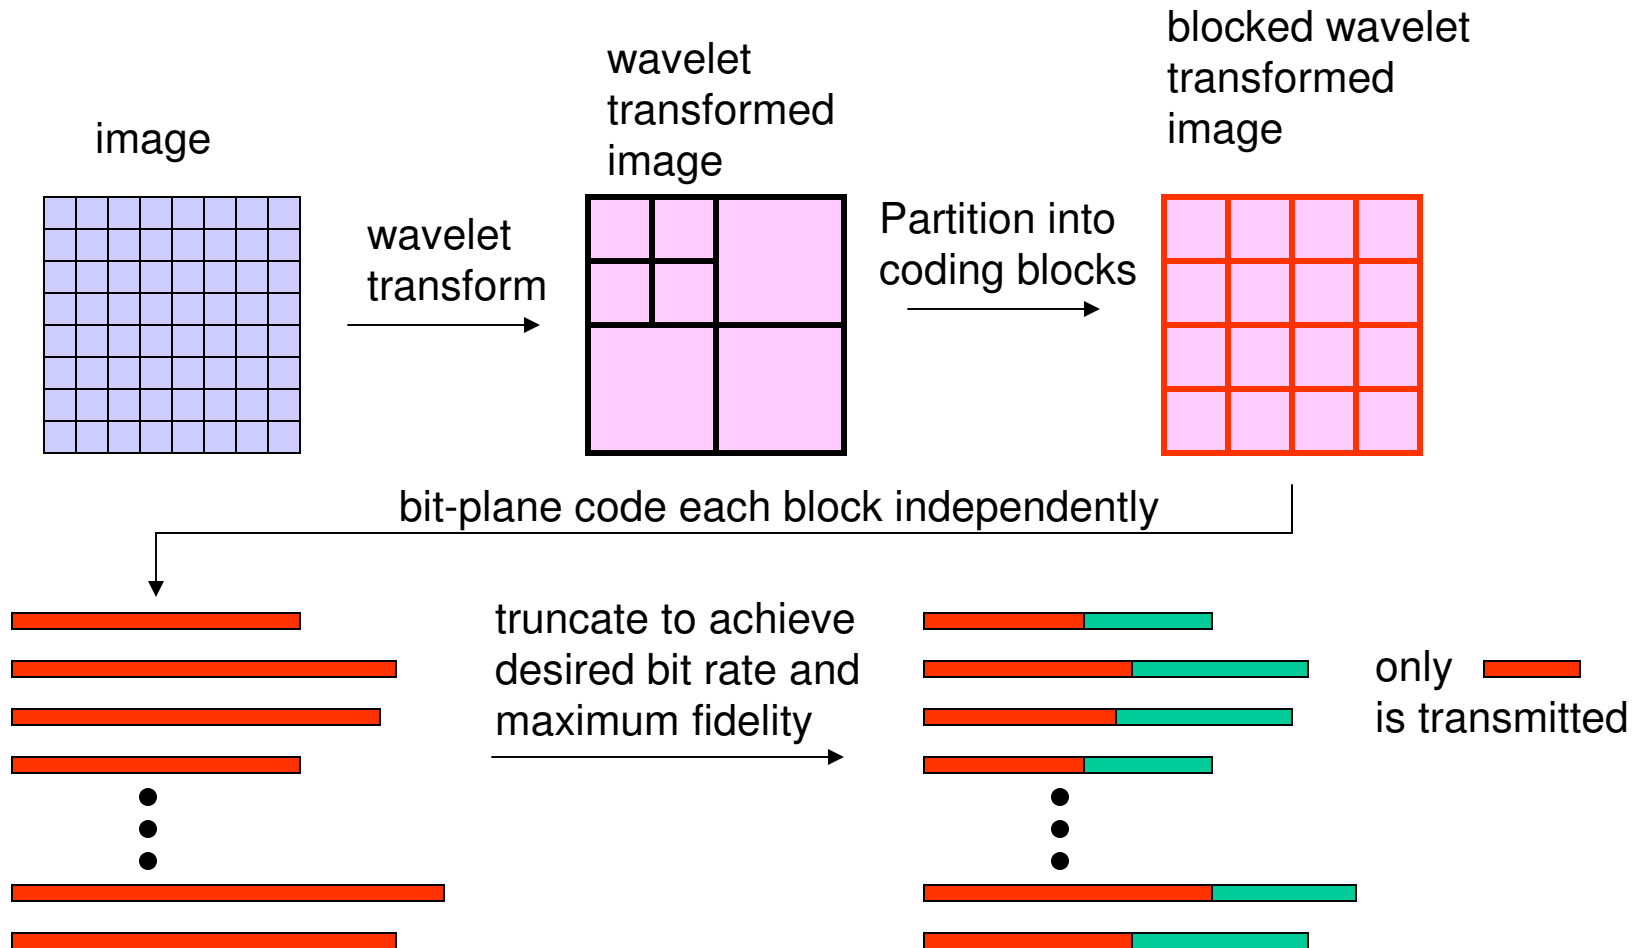 image
wavelet
transform
wavelet
transformed
image
Partition into
coding blocks
blocked wavelet
transformed
image
bit-plane code each block independently
truncate to achieve
desired bit rate and
maximum fidelity
only
is transmitted